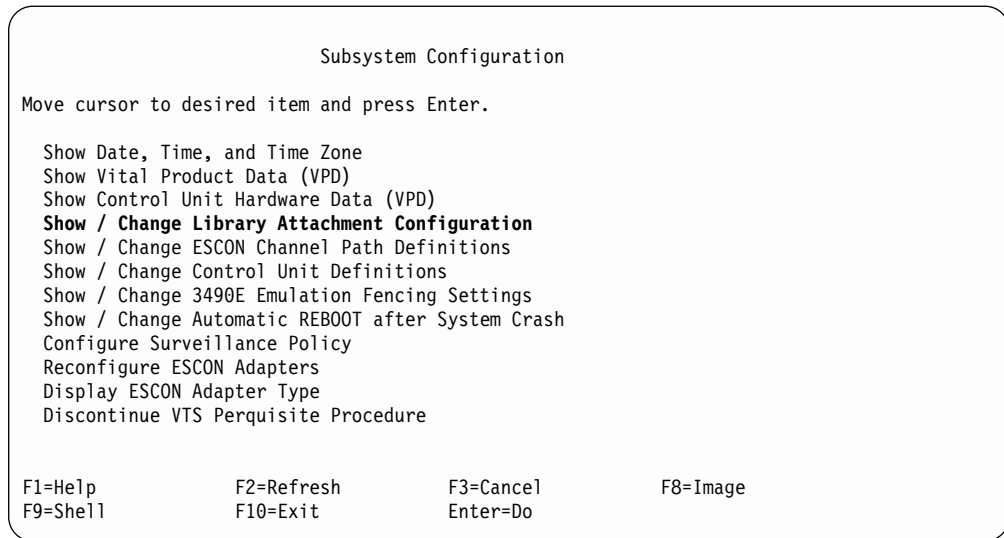 Subsystem Configuration
Move cursor to desired item and press Enter.
Show Date, Time, and Time Zone
Show Vital Product Data (VPD)
Show Control Unit Hardware Data (VPD)
Show / Change Library Attachment Configuration
Show / Change ESCON Channel Path Definitions
Show / Change Control Unit Definitions
Show / Change 3490E Emulation Fencing Settings
Show / Change Automatic REBOOT after System Crash
Configure Surveillance Policy
Reconfigure ESCON Adapters
Display ESCON Adapter Type
Discontinue VTS Perquisite Procedure
F1=Help F2=Refresh F3=Cancel F8=Image
F9=Shell F10=Exit Enter=Do